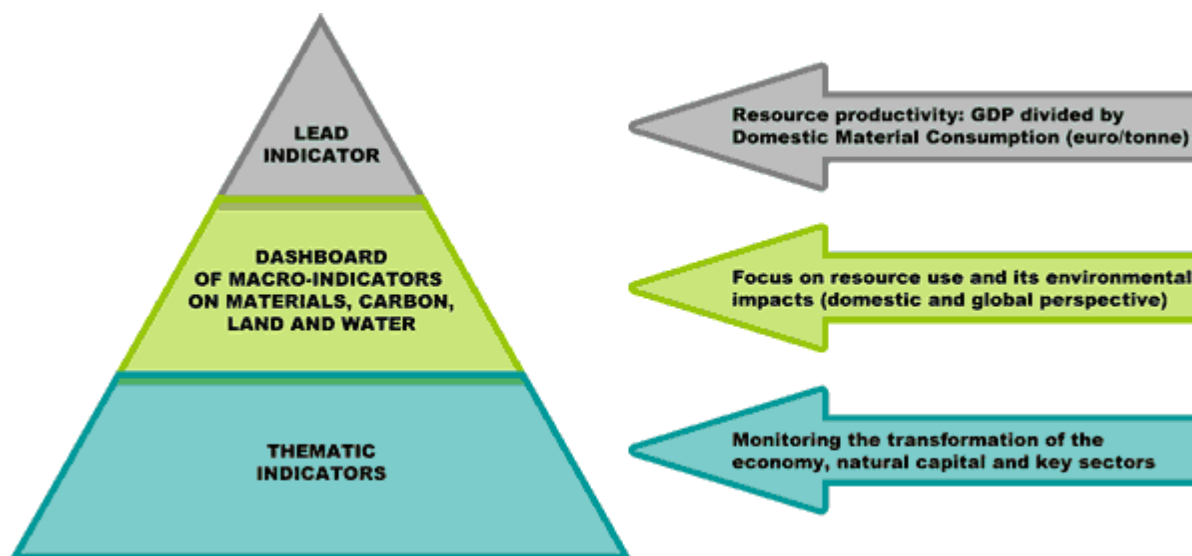 LEAD
INDICATOR
Resource productivity: GDP divided by
Domestic Material Consumption (euro/tonne)
DASHBOARD
OF MACRO-INDICATORS
ON MATERIALS, CARBON,
LAND AND WATER
Focus on resource use and its environmental
impacts (domestic and global perspective)
THEMATIC
INDICATORS
Monitoring the transformation of the
economy, natural capital and key sectors